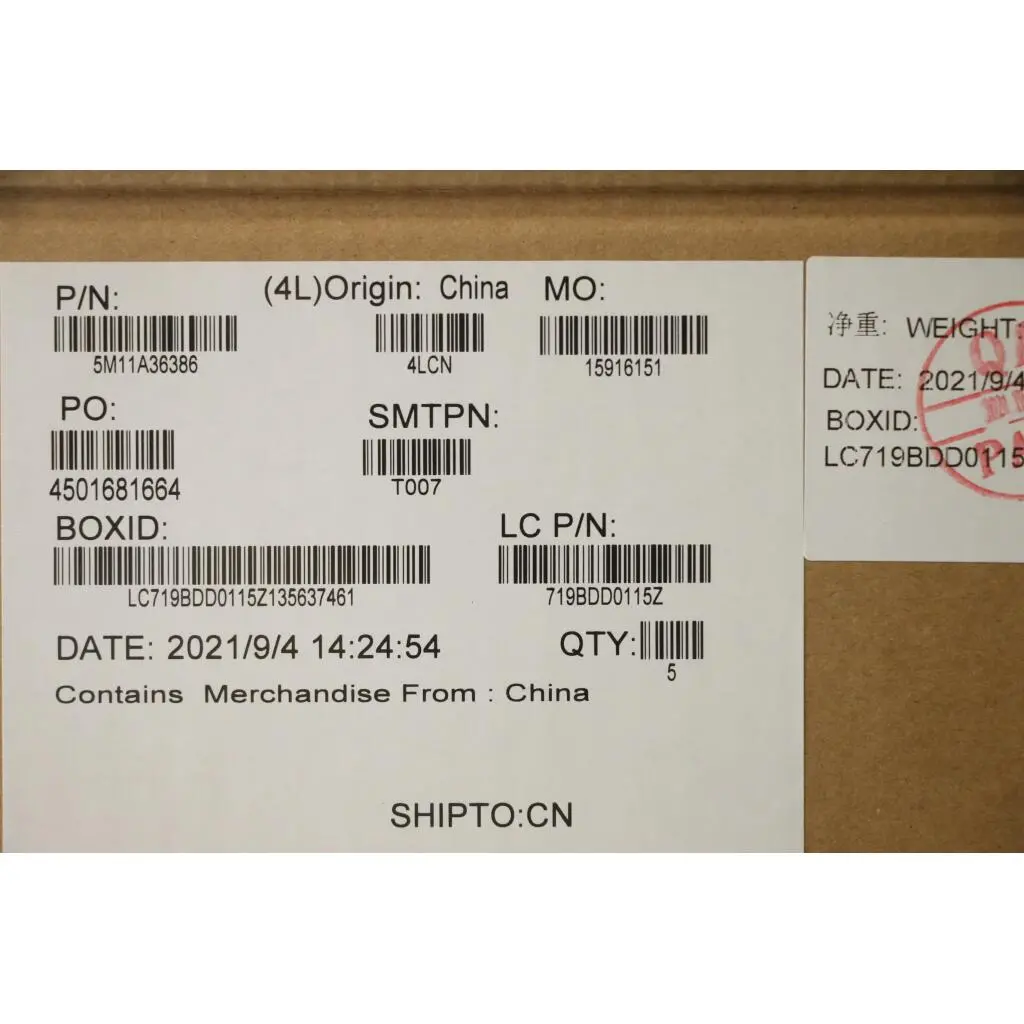 P/N: (4L)Origin: China MO:
5M11A36386 4LCN 15916151
PO: SMTPN:
4501681664 T007
BOXID: LC P/N:
LC719BDD0115Z135637461 719BDD0115Z
DATE: 2021/9/4 14:24:54 QTY:
5
Contains Merchandise From : China
SHIPTO:CN
净重: WEIGHT:
DATE: 2021/9/4
BOXID:
LC719BDD0115